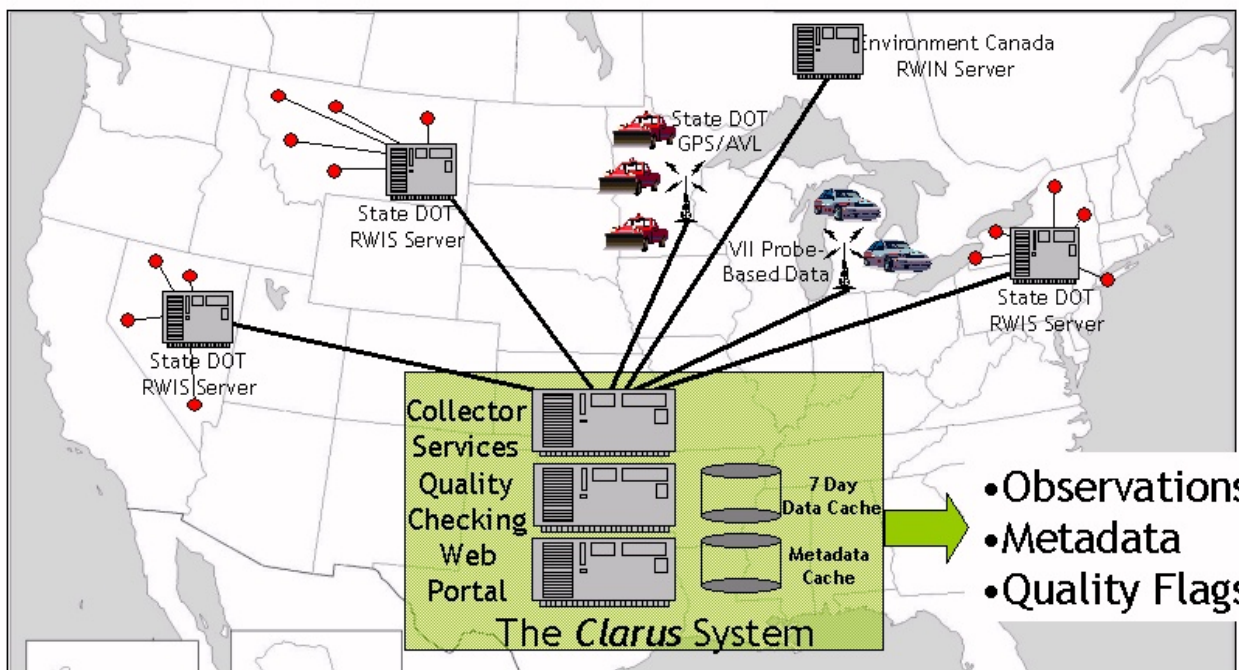 Environment Canada
RWIN Server
State DOT
GPS/AVL
State DOT
RWIS Server
VII Probe-
Based Data
State DOT
RWIS Server
State DOT
RWIS Server
Collector
Services
Quality
Checking
Web
Portal
7 Day
Data Cache
Metadata
Cache
The Clarus System
•Observations
•Metadata
•Quality Flags